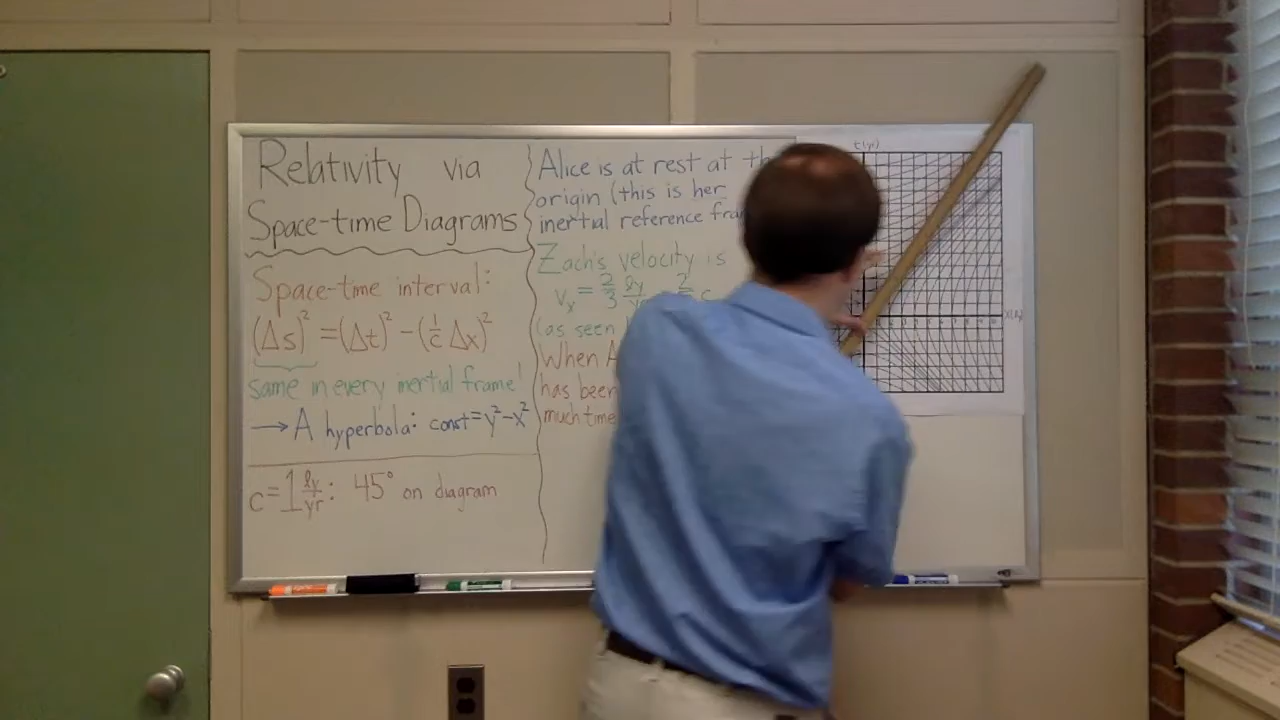 Relativity via
Space-time Diagrams
Space-time interval:
(Δs)² = (Δt)² - (1/c Δx)²
same in every inertial frame!
→ A hyperbola: const = y² - x²
c = 1 ly/yr : 45° on diagram
Alice is at rest at
origin (this is her
inertial reference
Zach's velocity is
vₓ = 2/3 ly
(as seen
When
has been
much time
t (yr)